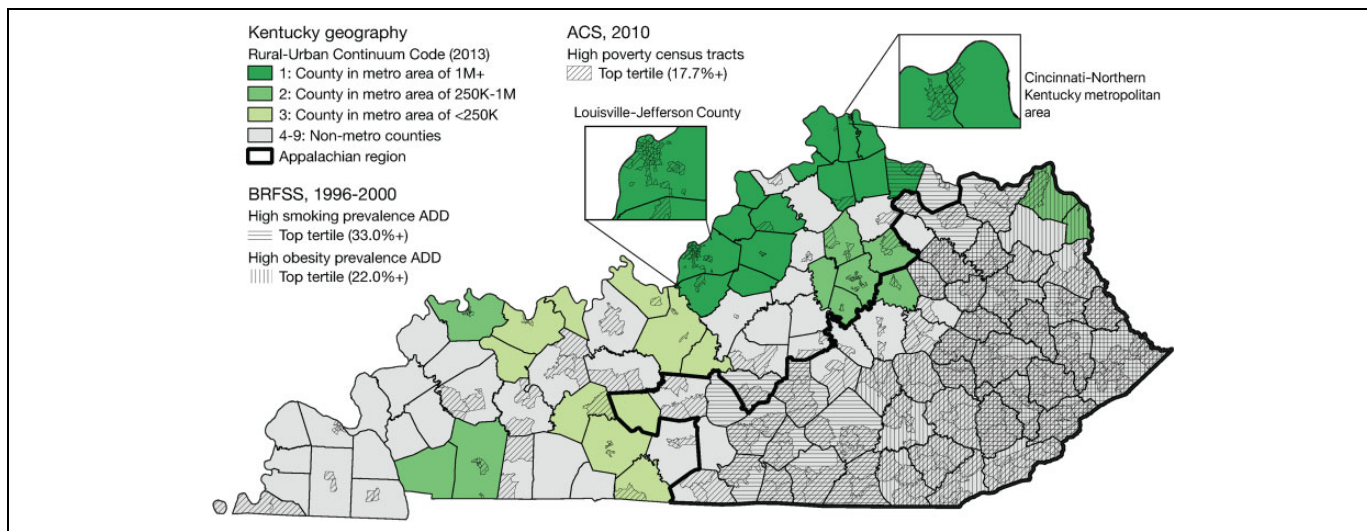 Kentucky geography
Rural-Urban Continuum Code (2013)
1: County in metro area of 1M+
2: County in metro area of 250K-1M
3: County in metro area of <250K
4-9: Non-metro counties
Appalachian region
BRFSS, 1996-2000
High smoking prevalence ADD
Top tertile (33.0%+)
High obesity prevalence ADD
Top tertile (22.0%+)
ACS, 2010
High poverty census tracts
Top tertile (17.7%+)
Louisville-Jefferson County
Cincinnati-Northern
Kentucky metropolitan
area